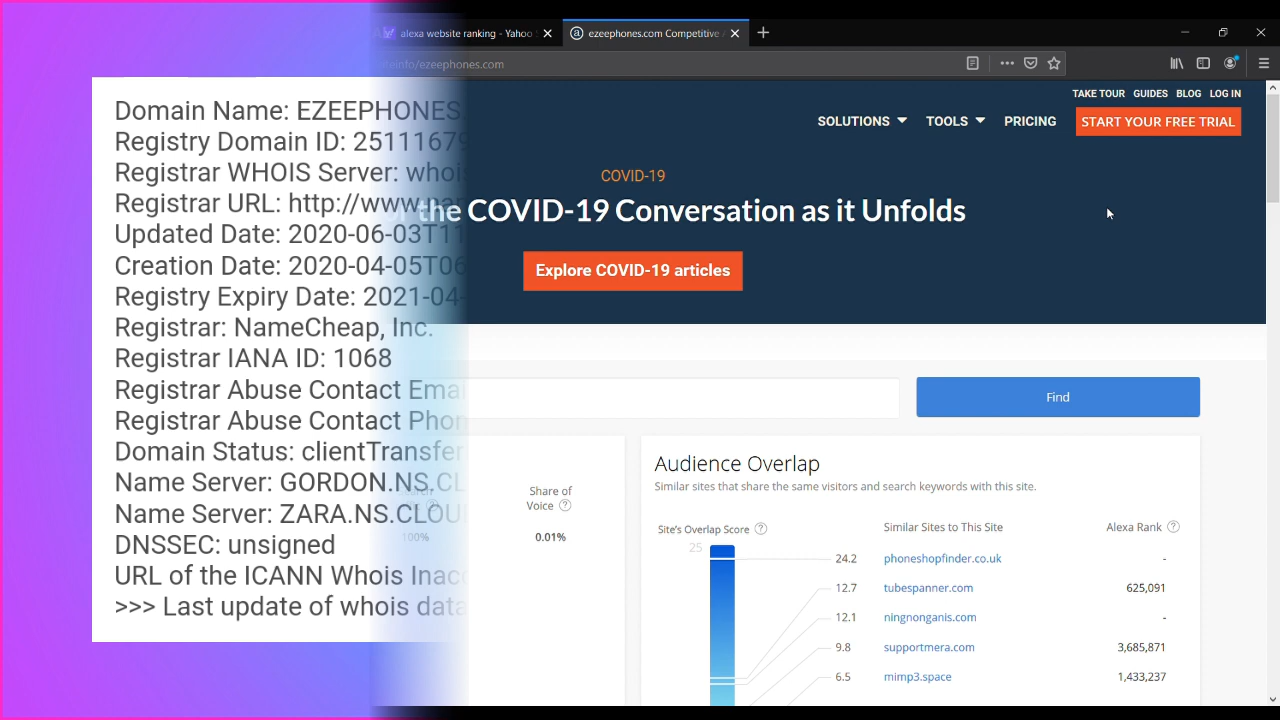 alexa website ranking - Yahoo
ezeephones.com Competitive
info/ezeephones.com
TAKE TOUR GUIDES BLOG LOG IN
SOLUTIONS TOOLS PRICING START YOUR FREE TRIAL
COVID-19
the COVID-19 Conversation as it Unfolds
Explore COVID-19 articles
Domain Name: EZEEPHONES
Registry Domain ID: 25111679
Registrar WHOIS Server: whois
Registrar URL: http://www.na
Updated Date: 2020-06-03T11
Creation Date: 2020-04-05T06
Registry Expiry Date: 2021-04-
Registrar: NameCheap, Inc.
Registrar IANA ID: 1068
Registrar Abuse Contact Emai
Registrar Abuse Contact Phon
Domain Status: clientTransfer
Name Server: GORDON.NS.CL
Name Server: ZARA.NS.CLOU
DNSSEC: unsigned
URL of the ICANN Whois Inacc
>>> Last update of whois data
Find
Share of
Voice
100%
0.01%
Audience Overlap
Similar sites that share the same visitors and search keywords with this site.
Site's Overlap Score Similar Sites to This Site Alexa Rank
25
24.2 phoneshopfinder.co.uk -
12.7 tubespanner.com 625,091
12.1 ningnonganis.com -
9.8 supportmera.com 3,685,871
6.5 mimp3.space 1,433,237